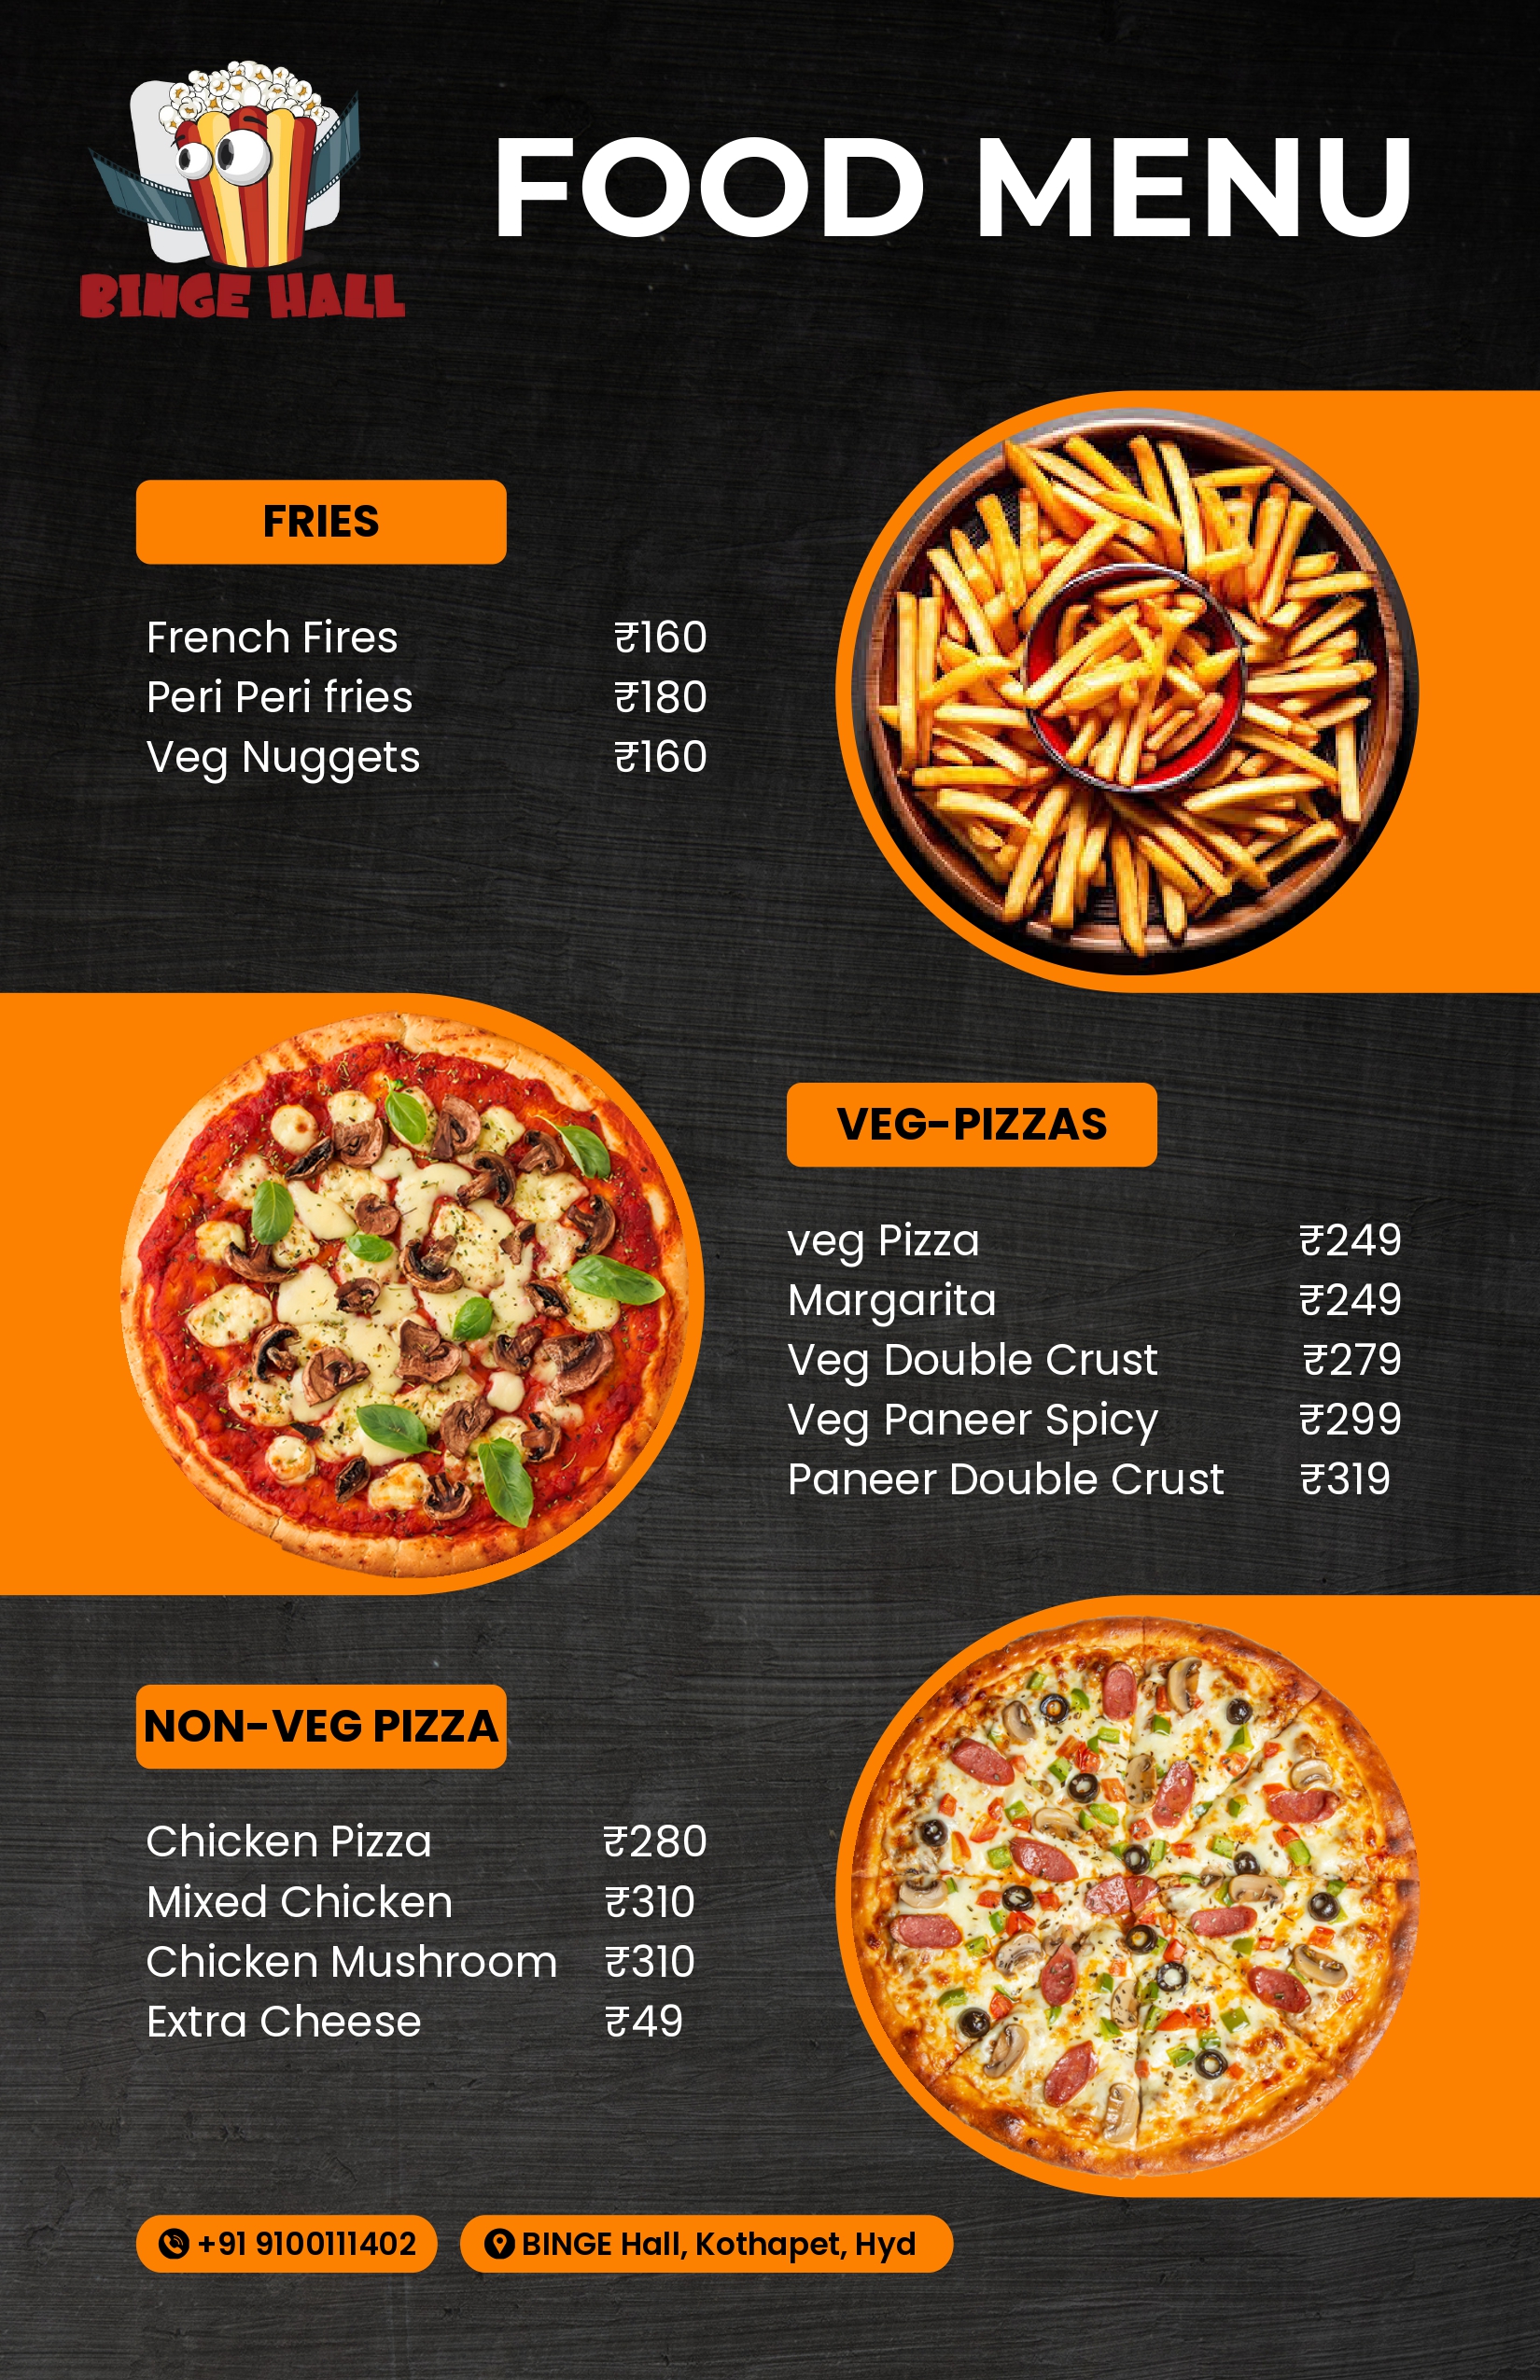 BINGE HALL
FOOD MENU
FRIES
French Fires ₹160
Peri Peri fries ₹180
Veg Nuggets ₹160
VEG-PIZZAS
veg Pizza ₹249
Margarita ₹249
Veg Double Crust ₹279
Veg Paneer Spicy ₹299
Paneer Double Crust ₹319
NON-VEG PIZZA
Chicken Pizza ₹280
Mixed Chicken ₹310
Chicken Mushroom ₹310
Extra Cheese ₹49
+91 9100111402
BINGE Hall, Kothapet, Hyd